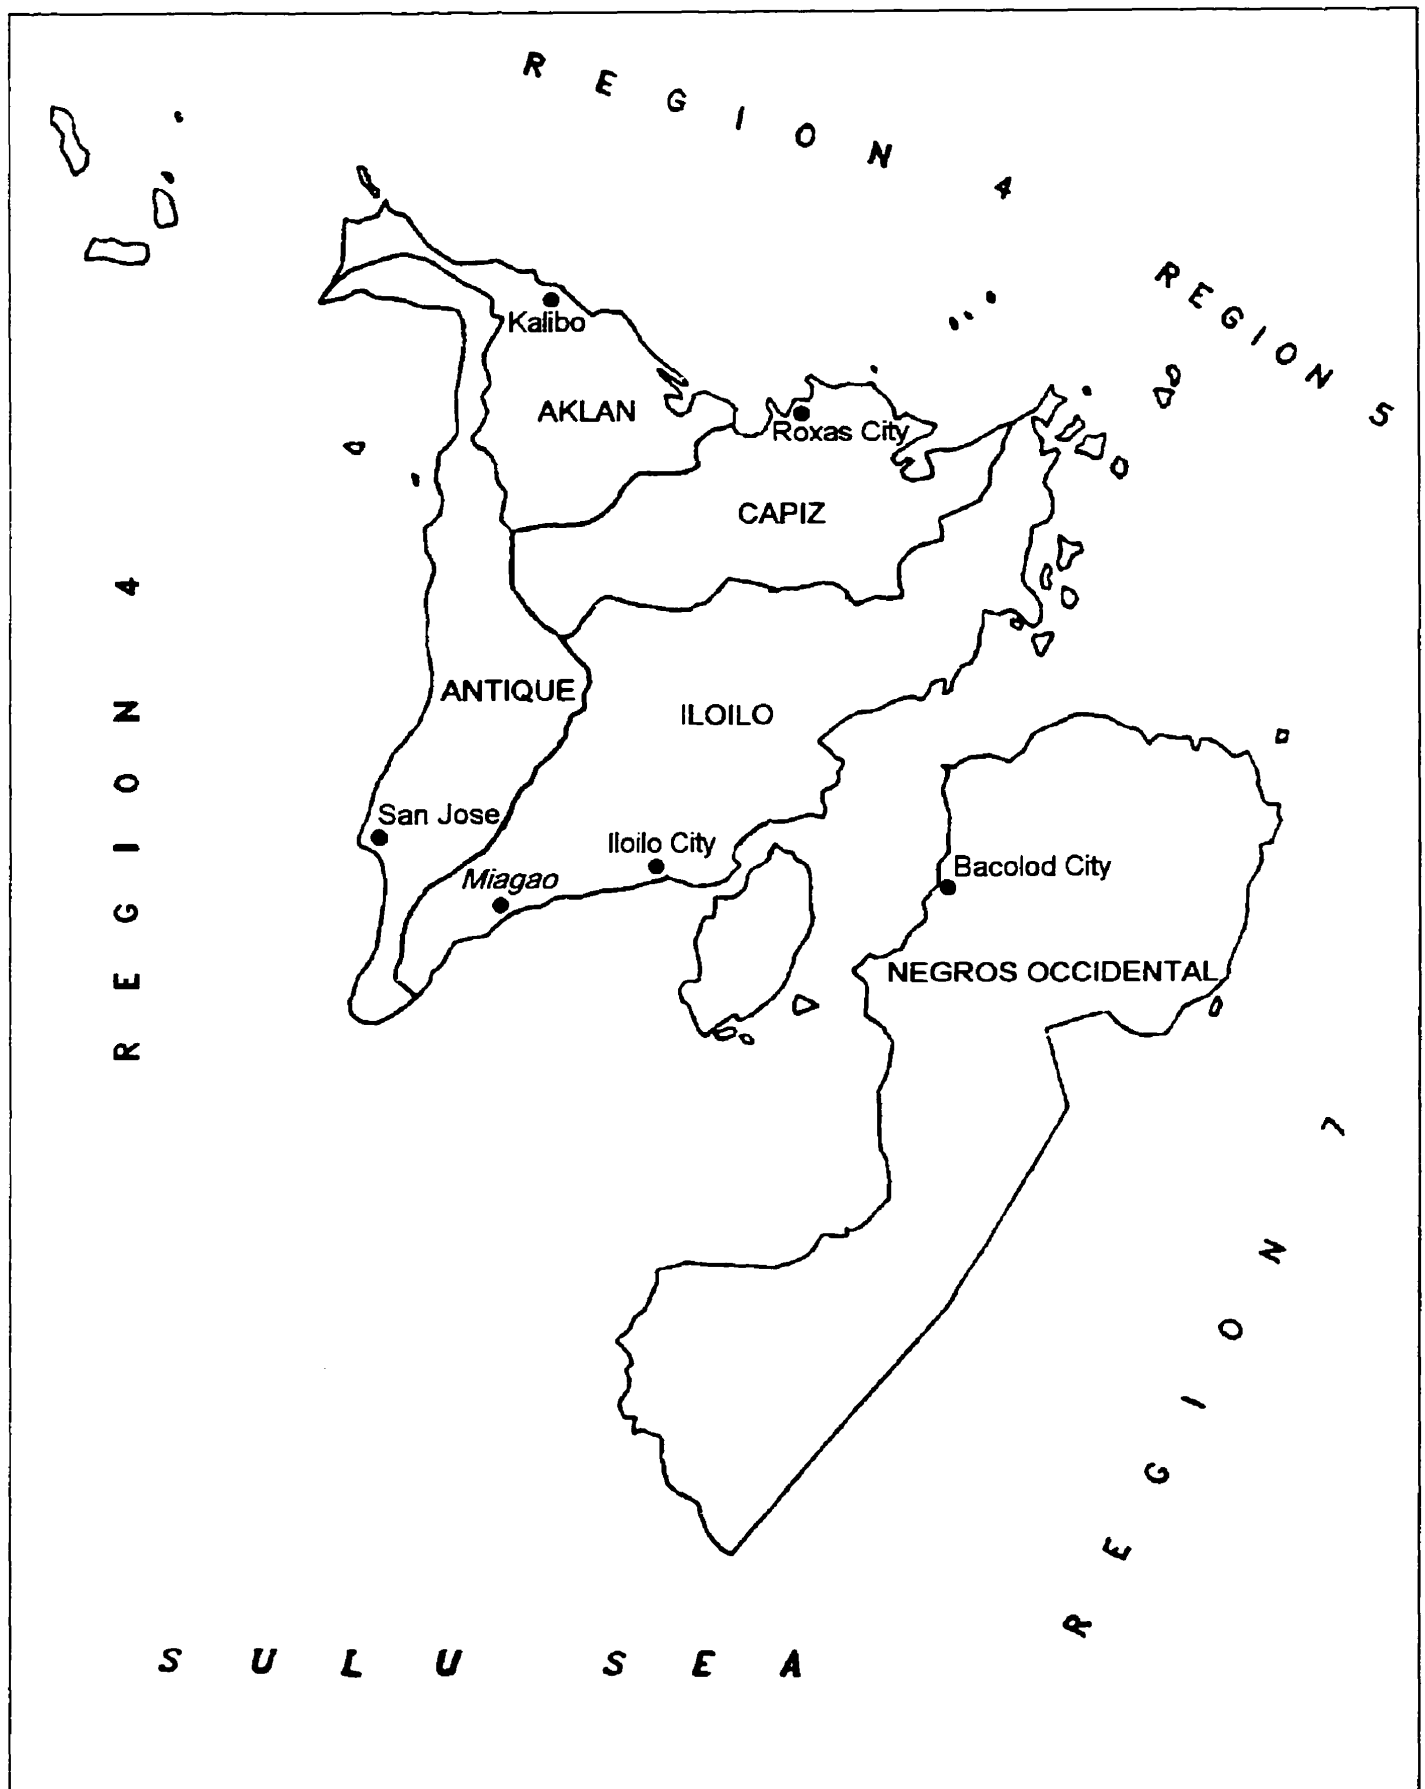 REGION 4
REGION 5
Kalibo
AKLAN
Roxas City
CAPIZ
REGION 4
ANTIQUE
ILOILO
San Jose
Iloilo City
Miagao
Bacolod City
NEGROS OCCIDENTAL
REGION 7
SULU SEA